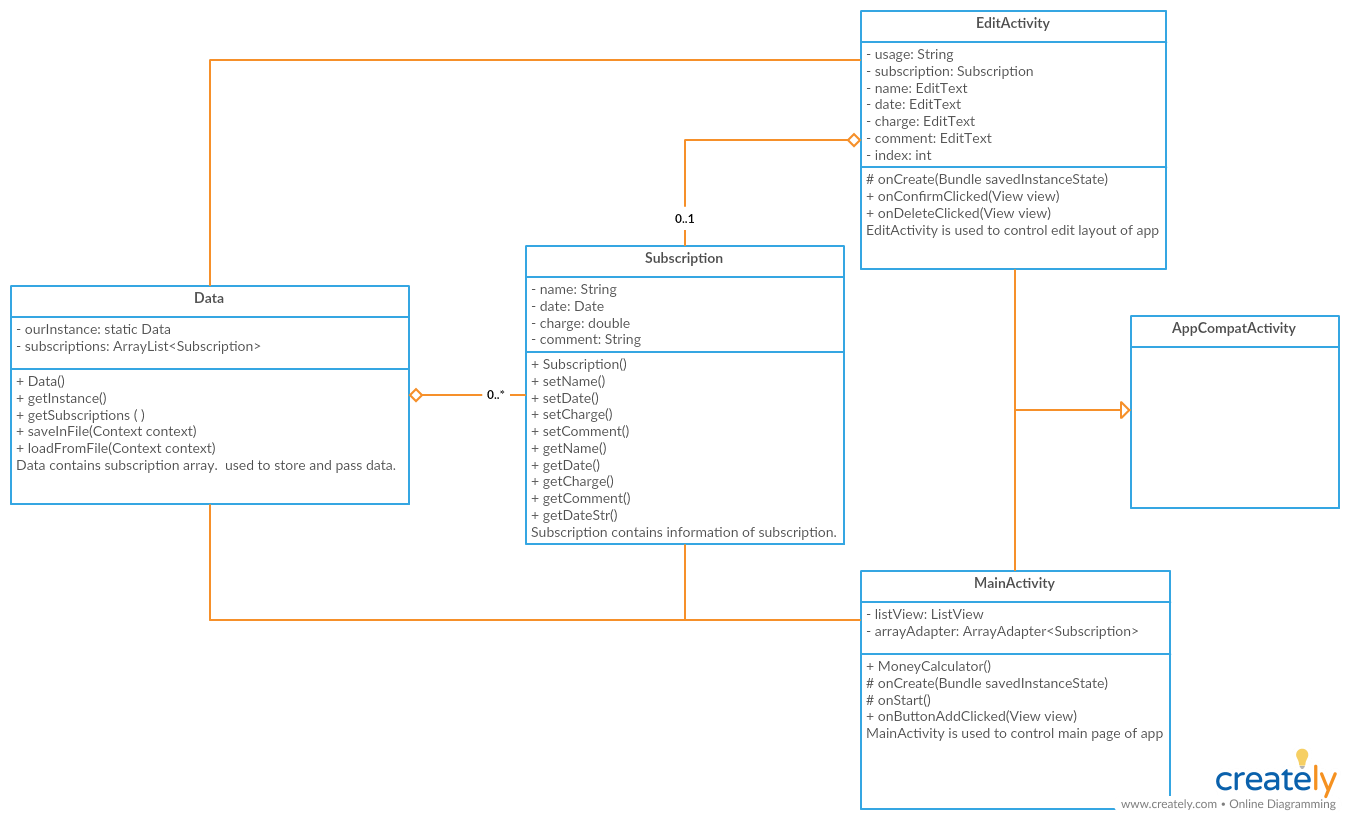 EditActivity
- usage: String
- subscription: Subscription
- name: EditText
- date: EditText
- charge: EditText
- comment: EditText
- index: int
# onCreate(Bundle savedInstanceState)
+ onConfirmClicked(View view)
+ onDeleteClicked(View view)
EditActivity is used to control edit layout of app
0..1
Subscription
- name: String
- date: Date
- charge: double
- comment: String
+ Subscription()
+ setName()
+ setDate()
+ setCharge()
+ setComment()
+ getName()
+ getDate()
+ getCharge()
+ getComment()
+ getDateStr()
Subscription contains information of subscription.
Data
- ourInstance: static Data
- subscriptions: ArrayList<Subscription>
+ Data()
+ getInstance()
+ getSubscriptions ( )
+ saveInFile(Context context)
+ loadFromFile(Context context)
Data contains subscription array.  used to store and pass data.
0..*
AppCompatActivity
MainActivity
- listView: ListView
- arrayAdapter: ArrayAdapter<Subscription>
+ MoneyCalculator()
# onCreate(Bundle savedInstanceState)
# onStart()
+ onButtonAddClicked(View view)
MainActivity is used to control main page of app
creately
www.creately.com • Online Diagramming